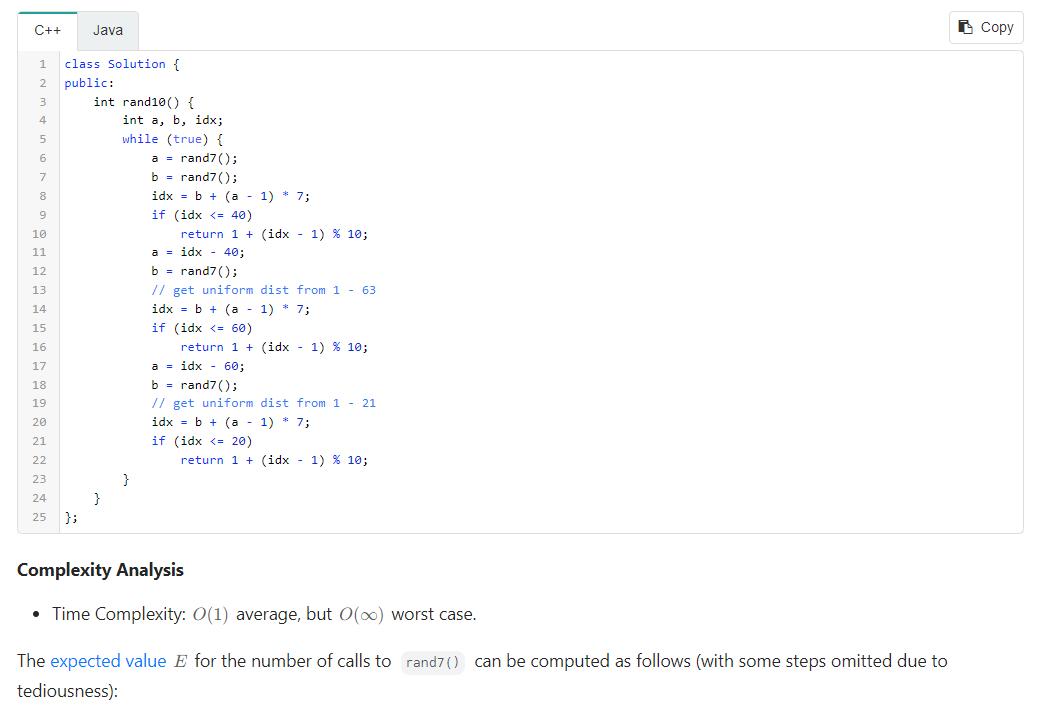 C++ Java Copy
1 class Solution {
2 public:
3     int rand10() {
4         int a, b, idx;
5         while (true) {
6             a = rand7();
7             b = rand7();
8             idx = b + (a - 1) * 7;
9             if (idx <= 40)
10                 return 1 + (idx - 1) % 10;
11             a = idx - 40;
12             b = rand7();
13             // get uniform dist from 1 - 63
14             idx = b + (a - 1) * 7;
15             if (idx <= 60)
16                 return 1 + (idx - 1) % 10;
17             a = idx - 60;
18             b = rand7();
19             // get uniform dist from 1 - 21
20             idx = b + (a - 1) * 7;
21             if (idx <= 20)
22                 return 1 + (idx - 1) % 10;
23         }
24     }
25 };
Complexity Analysis
• Time Complexity: O(1) average, but O(∞) worst case.
The expected value E for the number of calls to rand7() can be computed as follows (with some steps omitted due to
tediousness):